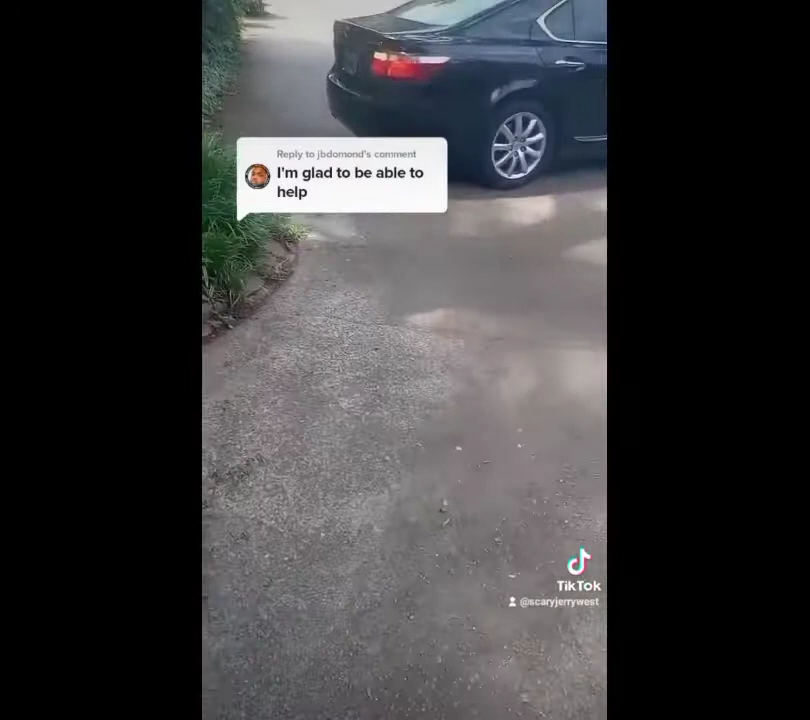 Reply to jbdomond's comment
I'm glad to be able to
help
TikTok
@scaryjerrywest